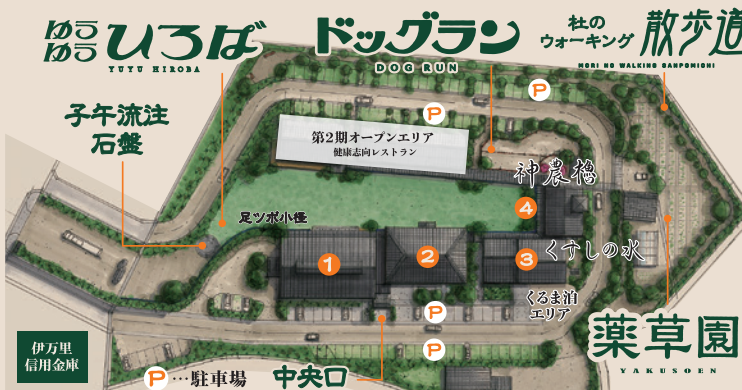 ゆうゆうひろば
YUYU HIROBA
ドッグラン
DOG RUN
杜の
ウォーキング 散歩道
MORI NO WALKING SANPOMICHI
P
P
子午流注
石盤
第2期オープンエリア
健康志向レストラン
神農櫓
足ツボ小径
4
1
2
3
くすしの水
くるま泊
エリア
P
P
薬草園
YAKUSOEN
伊万里
信用金庫
P…駐車場
中央口